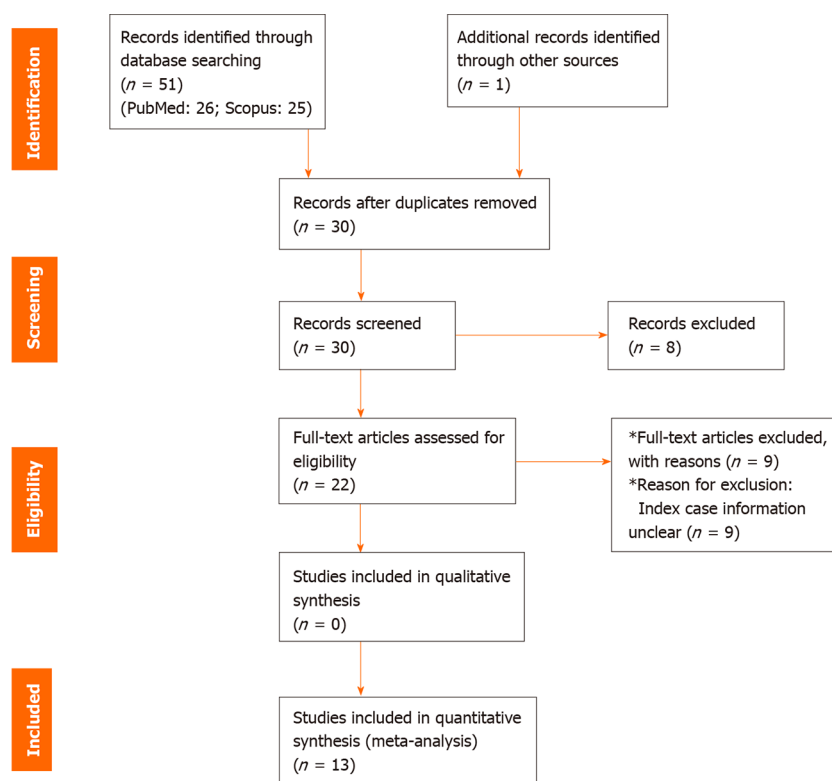 Identification
Records identified through
database searching
(n = 51)
(PubMed: 26; Scopus: 25)
Additional records identified
through other sources
(n = 1)
Records after duplicates removed
(n = 30)
Screening
Records screened
(n = 30)
Records excluded
(n = 8)
Eligibility
Full-text articles assessed for
eligibility
(n = 22)
*Full-text articles excluded,
with reasons (n = 9)
*Reason for exclusion:
Index case information
unclear (n = 9)
Studies included in qualitative
synthesis
(n = 0)
Included
Studies included in quantitative
synthesis (meta-analysis)
(n = 13)